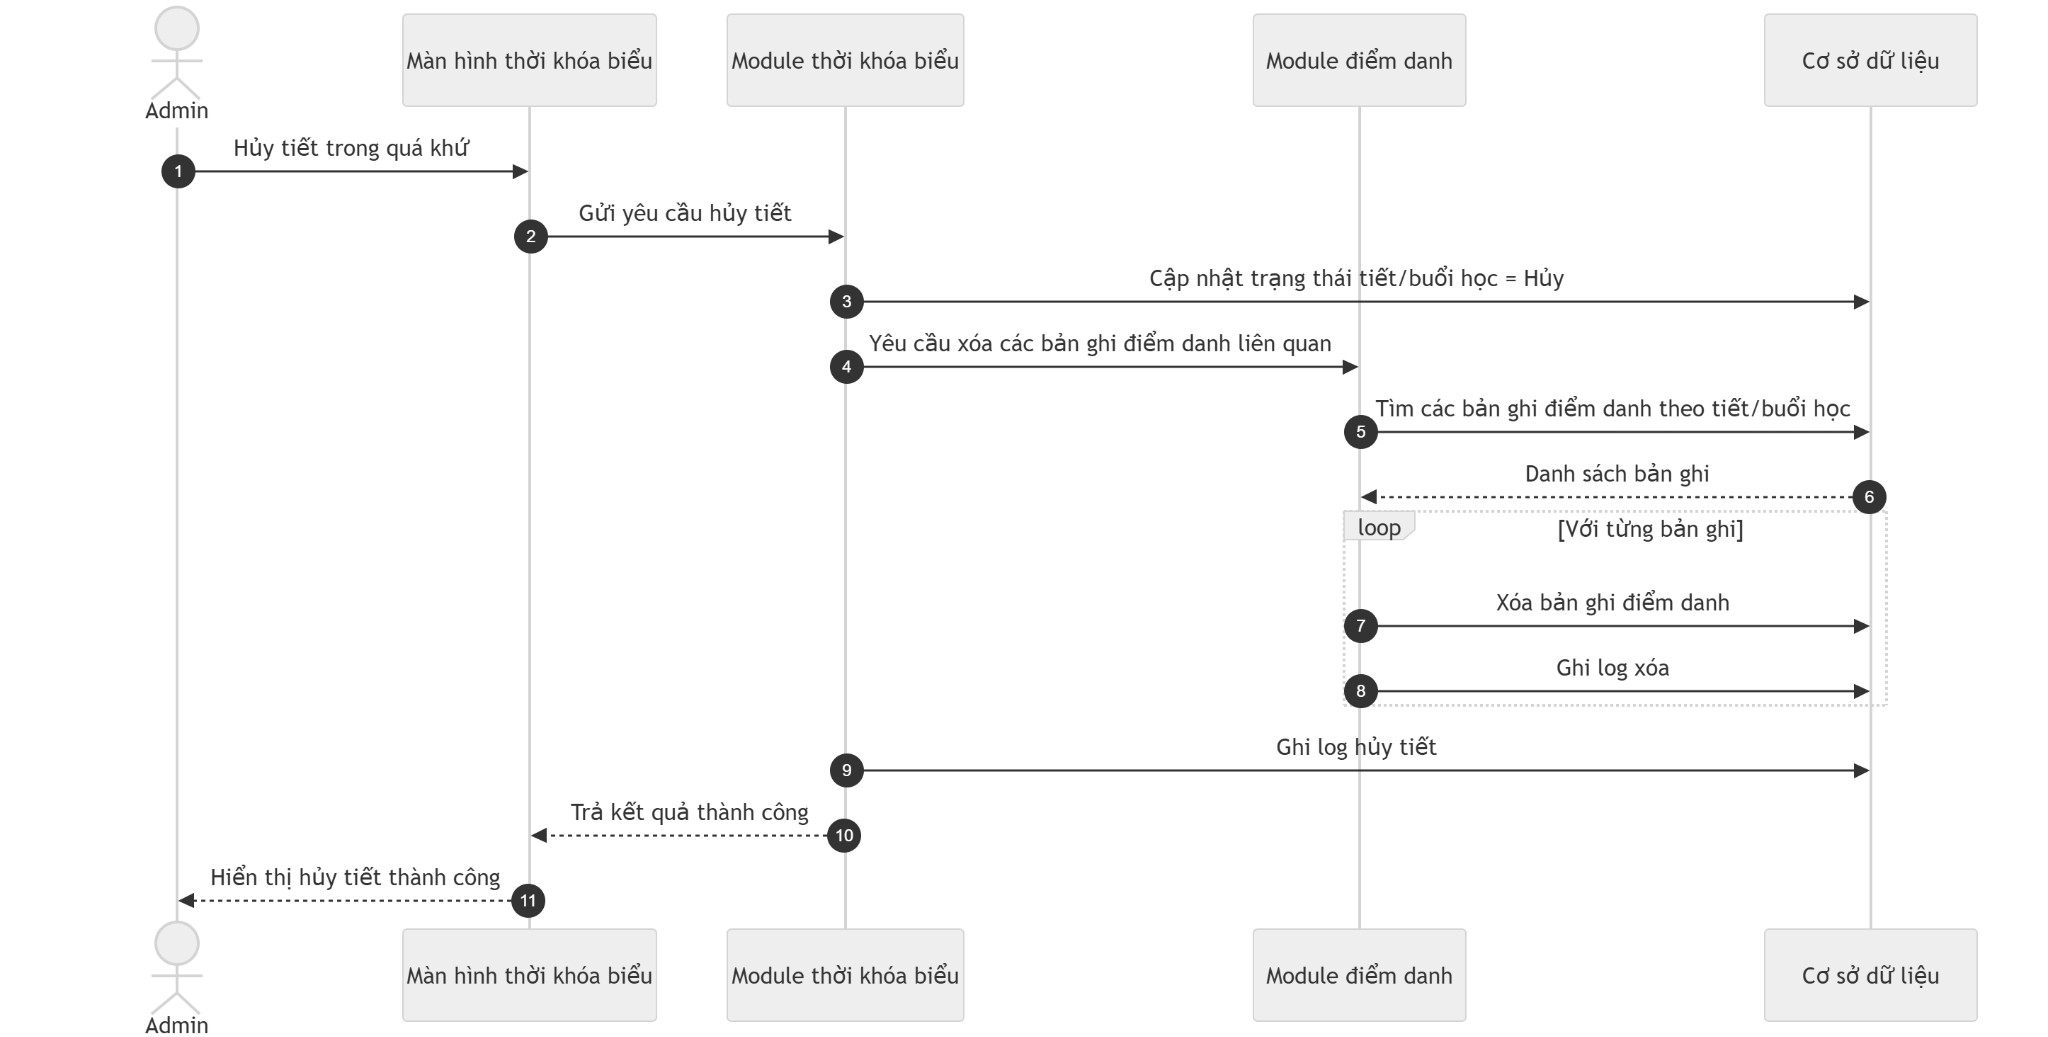 Admin
Màn hình thời khóa biểu
Module thời khóa biểu
Module điểm danh
Cơ sở dữ liệu
Hủy tiết trong quá khứ
1
Gửi yêu cầu hủy tiết
2
Cập nhật trạng thái tiết/buổi học = Hủy
3
Yêu cầu xóa các bản ghi điểm danh liên quan
4
Tìm các bản ghi điểm danh theo tiết/buổi học
5
Danh sách bản ghi
6
loop
[Với từng bản ghi]
Xóa bản ghi điểm danh
7
Ghi log xóa
8
Ghi log hủy tiết
9
Trả kết quả thành công
10
Hiển thị hủy tiết thành công
11
Admin
Màn hình thời khóa biểu
Module thời khóa biểu
Module điểm danh
Cơ sở dữ liệu